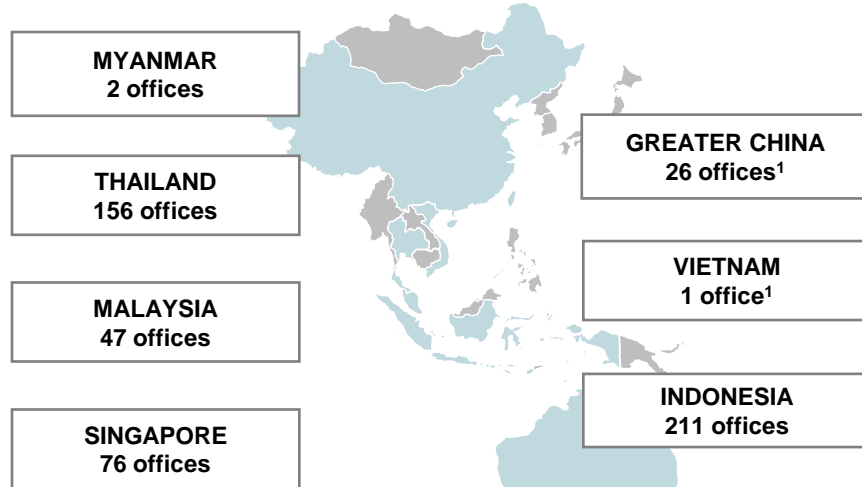 MYANMAR
2 offices
THAILAND
156 offices
MALAYSIA
47 offices
SINGAPORE
76 offices
GREATER CHINA
26 offices¹
VIETNAM
1 office¹
INDONESIA
211 offices